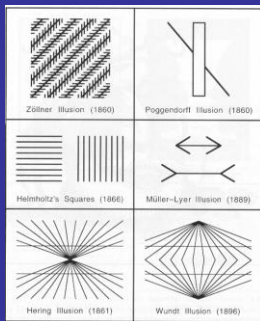 Zöllner Illusion (1860)
Poggendorff Illusion (1860)
Helmholtz's Squares (1866)
Müller-Lyer Illusion (1889)
Hering Illusion (1861)
Wundt Illusion (1896)